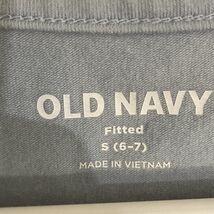 OLD NAVY
Fitted
S (6-7)
MADE IN VIETNAM